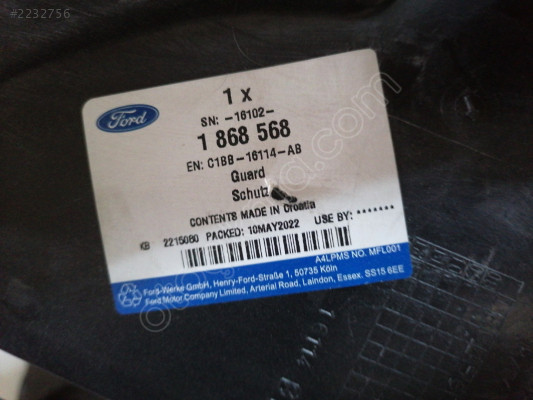 #2232756
Ford
1 x
SN: -16102-
1 868 568
EN: C1BB-16114-AB
Guard
Schutz
CONTENTS MADE IN Croatia
KB 2215080 PACKED: 10MAY2022 USE BY: *******
A4LPMS NO. MFL001
Ford-Werke GmbH, Henry-Ford-Straße 1, 50735 Köln
Ford Motor Company Limited, Arterial Road, Laindon, Essex. SS15 6EE
16114